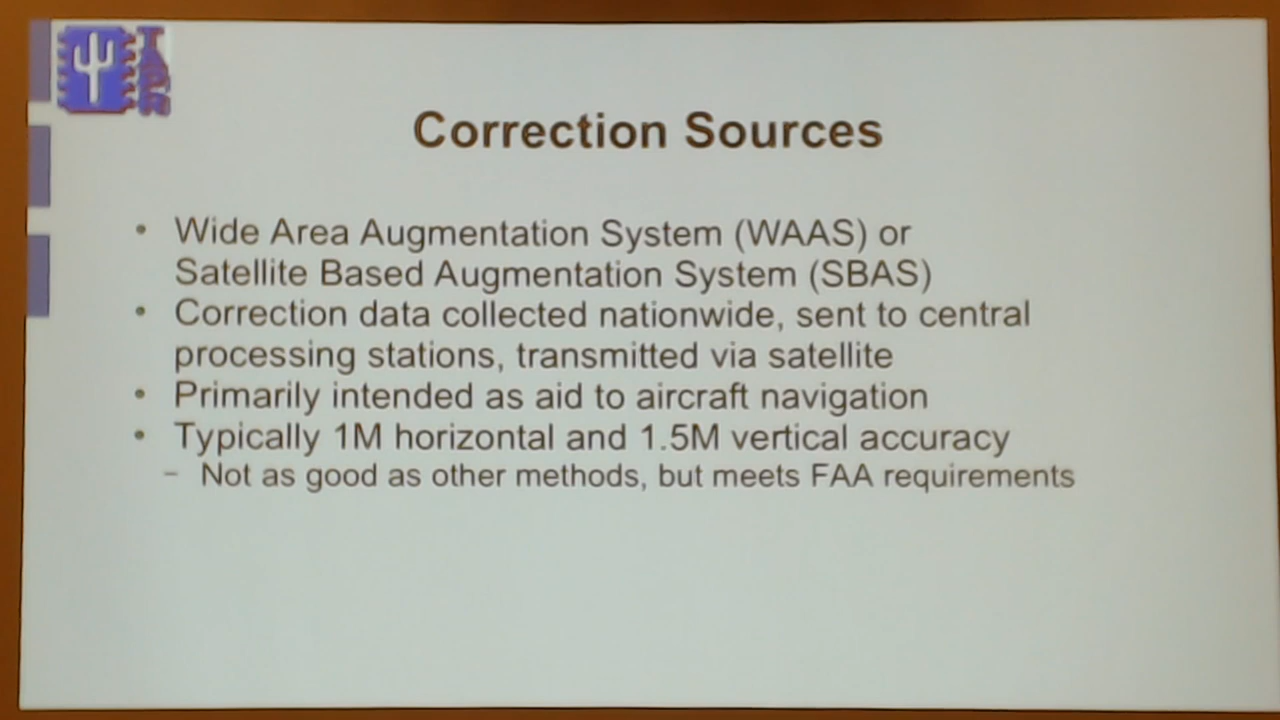 TAPR
Correction Sources
• Wide Area Augmentation System (WAAS) or
Satellite Based Augmentation System (SBAS)
• Correction data collected nationwide, sent to central
processing stations, transmitted via satellite
• Primarily intended as aid to aircraft navigation
• Typically 1M horizontal and 1.5M vertical accuracy
– Not as good as other methods, but meets FAA requirements